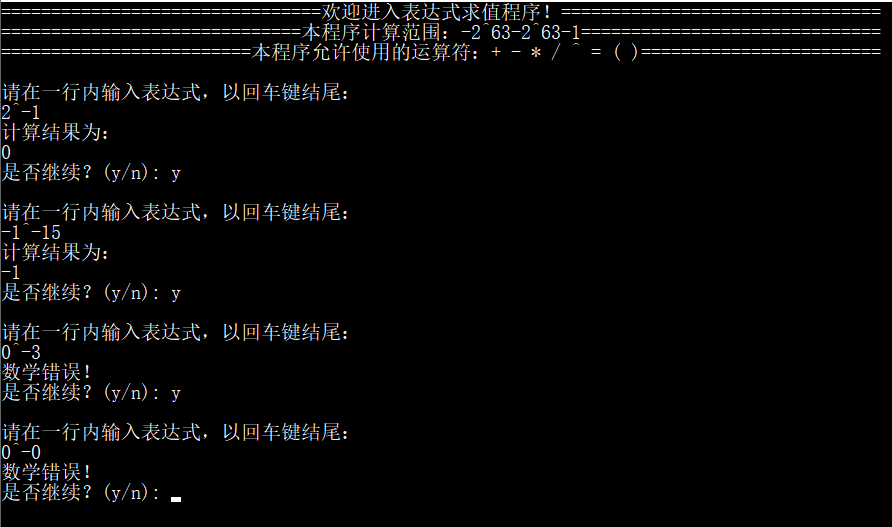 ================================欢迎进入表达式求值程序！================================
==============================本程序计算范围：-2^63-2^63-1==============================
=========================本程序允许使用的运算符：+ - * / ^ = ( )========================
请在一行内输入表达式，以回车键结尾：
2^-1
计算结果为：
0
是否继续？(y/n): y
请在一行内输入表达式，以回车键结尾：
-1^-15
计算结果为：
-1
是否继续？(y/n): y
请在一行内输入表达式，以回车键结尾：
0^-3
数学错误！
是否继续？(y/n): y
请在一行内输入表达式，以回车键结尾：
0^-0
数学错误！
是否继续？(y/n):